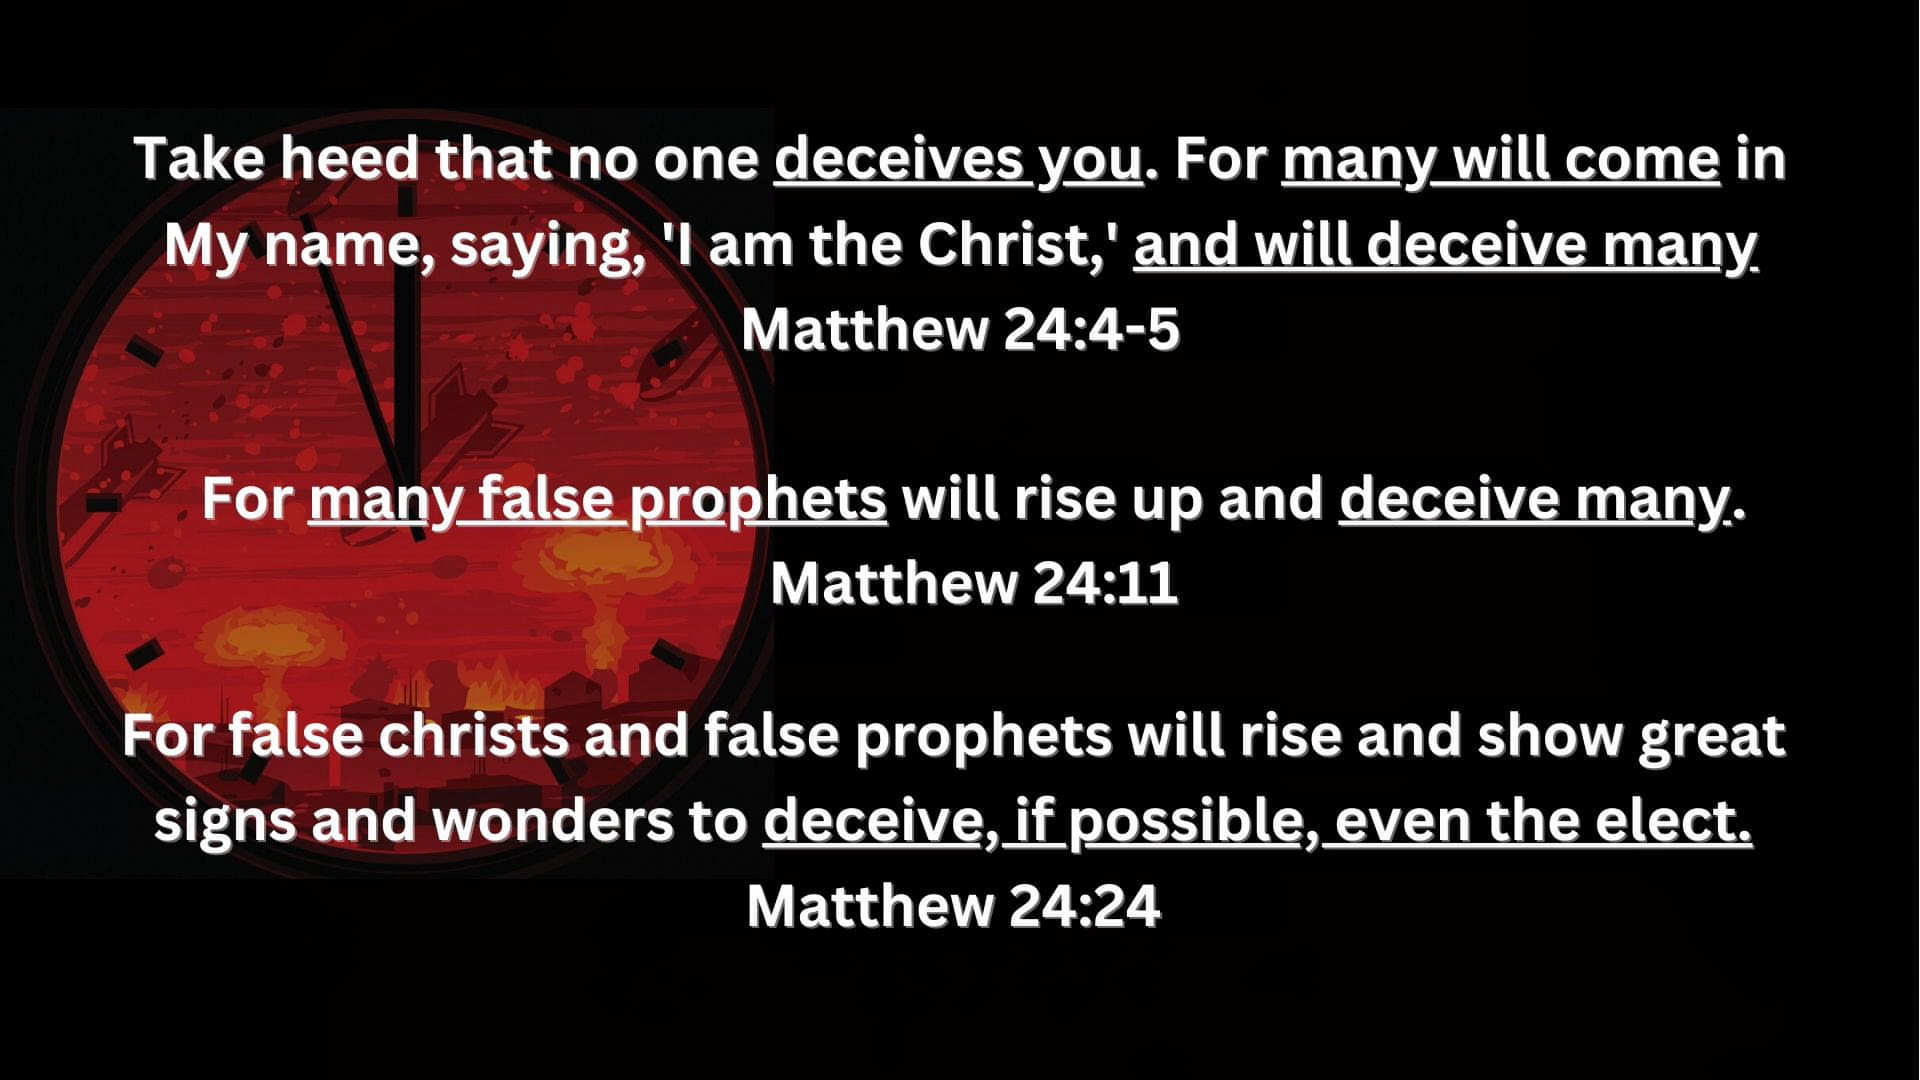 Take heed that no one deceives you. For many will come in
My name, saying, 'I am the Christ,' and will deceive many
Matthew 24:4-5
For many false prophets will rise up and deceive many.
Matthew 24:11
For false christs and false prophets will rise and show great
signs and wonders to deceive, if possible, even the elect.
Matthew 24:24